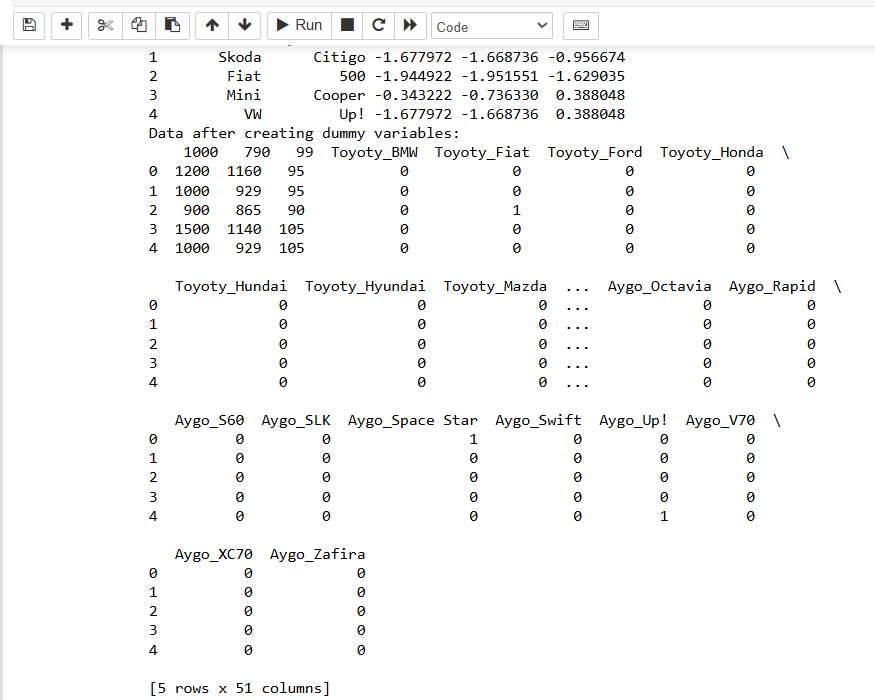 Run
Code
1 Skoda Citigo -1.677972 -1.668736 -0.956674
2 Fiat 500 -1.944922 -1.951551 -1.629035
3 Mini Cooper -0.343222 -0.736330 0.388048
4 VW Up! -1.677972 -1.668736 0.388048
Data after creating dummy variables:
1000 790 99 Toyoty_BMW Toyoty_Fiat Toyoty_Ford Toyoty_Honda \
0 1200 1160 95 0 0 0 0
1 1000 929 95 0 0 0 0
2 900 865 90 0 1 0 0
3 1500 1140 105 0 0 0 0
4 1000 929 105 0 0 0 0
Toyoty_Hundai Toyoty_Hyundai Toyoty_Mazda ... Aygo_Octavia Aygo_Rapid \
0 0 0 0 ... 0 0
1 0 0 0 ... 0 0
2 0 0 0 ... 0 0
3 0 0 0 ... 0 0
4 0 0 0 ... 0 0
Aygo_S60 Aygo_SLK Aygo_Space Star Aygo_Swift Aygo_Up! Aygo_V70 \
0 0 0 1 0 0 0
1 0 0 0 0 0 0
2 0 0 0 0 0 0
3 0 0 0 0 0 0
4 0 0 0 0 1 0
Aygo_XC70 Aygo_Zafira
0 0 0
1 0 0
2 0 0
3 0 0
4 0 0
[5 rows x 51 columns]